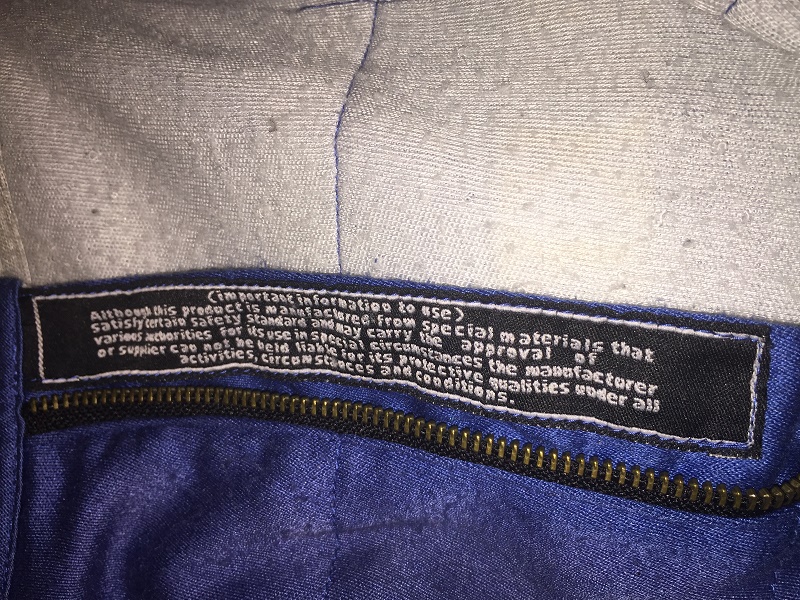 (important information to use)
Although this product is manufactured from special materials that
satisfy certain safety standard and may carry the approval of
various authorities for its use in special circumstances the manufacturer
or supplier can not be held liable for its protective qualities under all
activities, circumstances and conditions.